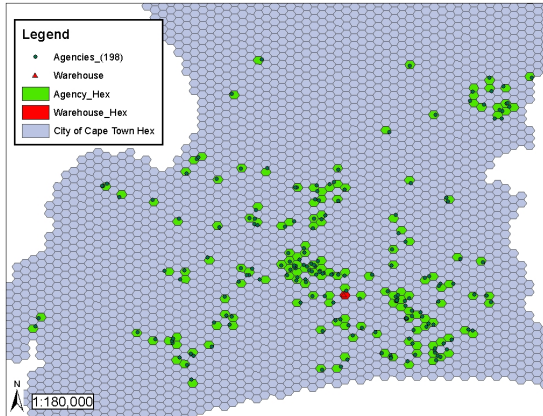 Legend
Agencies_(198)
Warehouse
Agency_Hex
Warehouse_Hex
City of Cape Town Hex
N
1:180,000